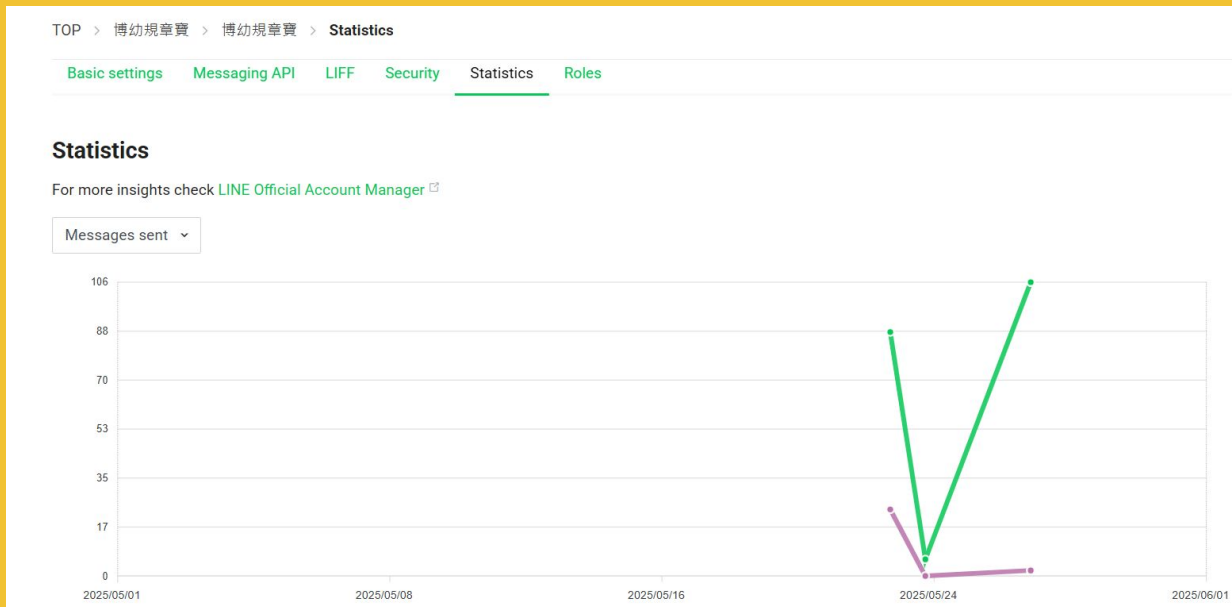 TOP > 博幼規章寶 > 博幼規章寶 > Statistics
Basic settings Messaging API LIFF Security Statistics Roles
Statistics
For more insights check LINE Official Account Manager
Messages sent
106
88
70
53
35
17
0
2025/05/01 2025/05/08 2025/05/16 2025/05/24 2025/06/01